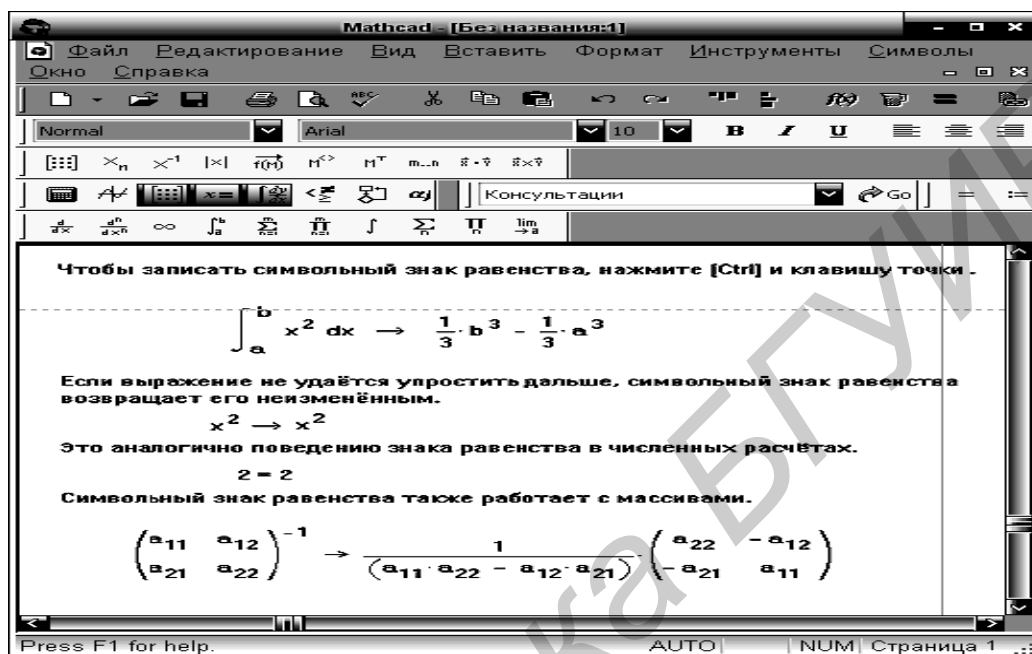 Mathcad - [Без названия:1]
Файл Редактирование Вид Вставить Формат Инструменты Символы
Окно Справка
Normal Arial 10 B I U
Консультации Go
Чтобы записать символьный знак равенства, нажмите [Ctrl] и клавишу точки .
∫ₐᵇ x² dx → 1/3 · b³ - 1/3 · a³
Если выражение не удаётся упростить дальше, символьный знак равенства
возвращает его неизменённым.
x² → x²
Это аналогично поведению знака равенства в численных расчётах.
2 = 2
Символьный знак равенства также работает с массивами.
(a₁₁ a₁₂; a₂₁ a₂₂)⁻¹ → 1/(a₁₁·a₂₂ - a₁₂·a₂₁) · (a₂₂ -a₁₂; -a₂₁ a₁₁)
Press F1 for help. AUTO NUM Страница 1